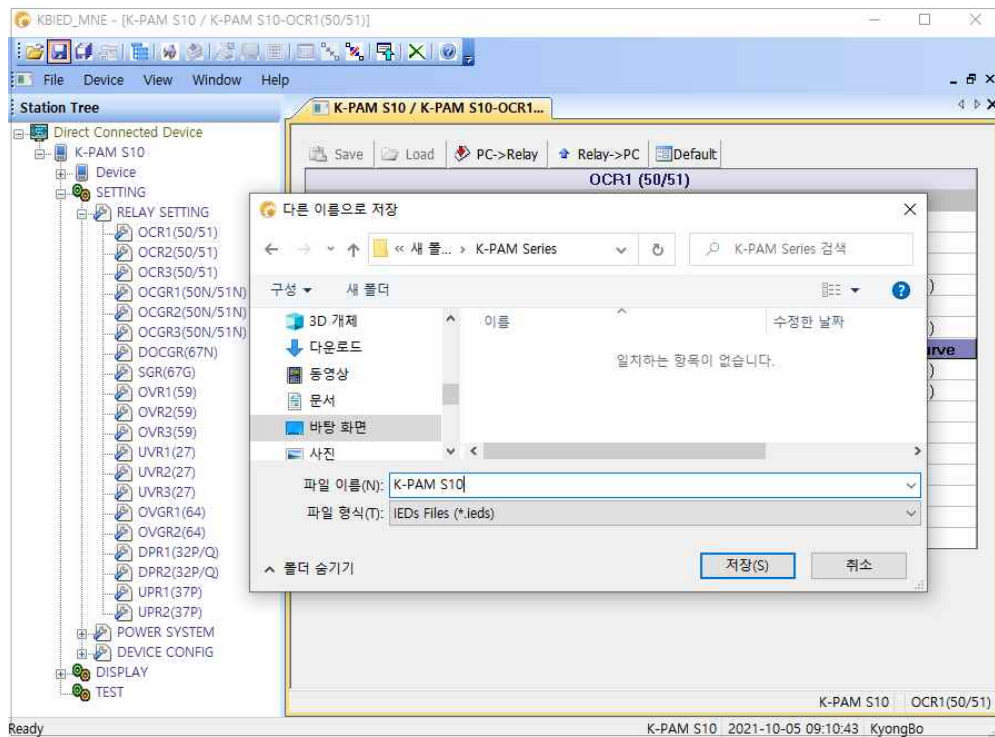 KBIED_MNE - [K-PAM S10 / K-PAM S10-OCR1(50/51)]
File Device View Window Help
Station Tree
K-PAM S10 / K-PAM S10-OCR1...
Direct Connected Device
K-PAM S10
Device
SETTING
RELAY SETTING
OCR1(50/51)
OCR2(50/51)
OCR3(50/51)
OCGR1(50N/51N)
OCGR2(50N/51N)
OCGR3(50N/51N)
DOCGR(67N)
SGR(67G)
OVR1(59)
OVR2(59)
OVR3(59)
UVR1(27)
UVR2(27)
UVR3(27)
OVGR1(64)
OVGR2(64)
DPR1(32P/Q)
DPR2(32P/Q)
UPR1(37P)
UPR2(37P)
POWER SYSTEM
DEVICE CONFIG
DISPLAY
TEST
Save Load PC->Relay Relay->PC Default
OCR1 (50/51)
다른 이름으로 저장
« 새 폴... › K-PAM Series
K-PAM Series 검색
구성 새 폴더
3D 개체
다운로드
동영상
문서
바탕 화면
사진
이름 수정한 날짜
일치하는 항목이 없습니다.
파일 이름(N): K-PAM S10
파일 형식(T): IEDs Files (*.ieds)
폴더 숨기기
저장(S) 취소
)
)
rve
)
)
K-PAM S10 OCR1(50/51)
Ready K-PAM S10 2021-10-05 09:10:43 KyongBo